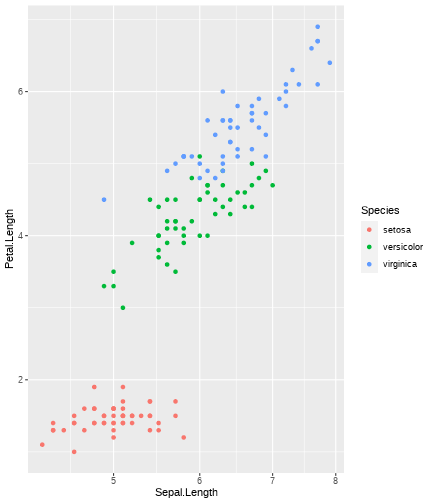 Petal.Length
6
4
2
5 6 7 8
Sepal.Length
Species
setosa
versicolor
virginica